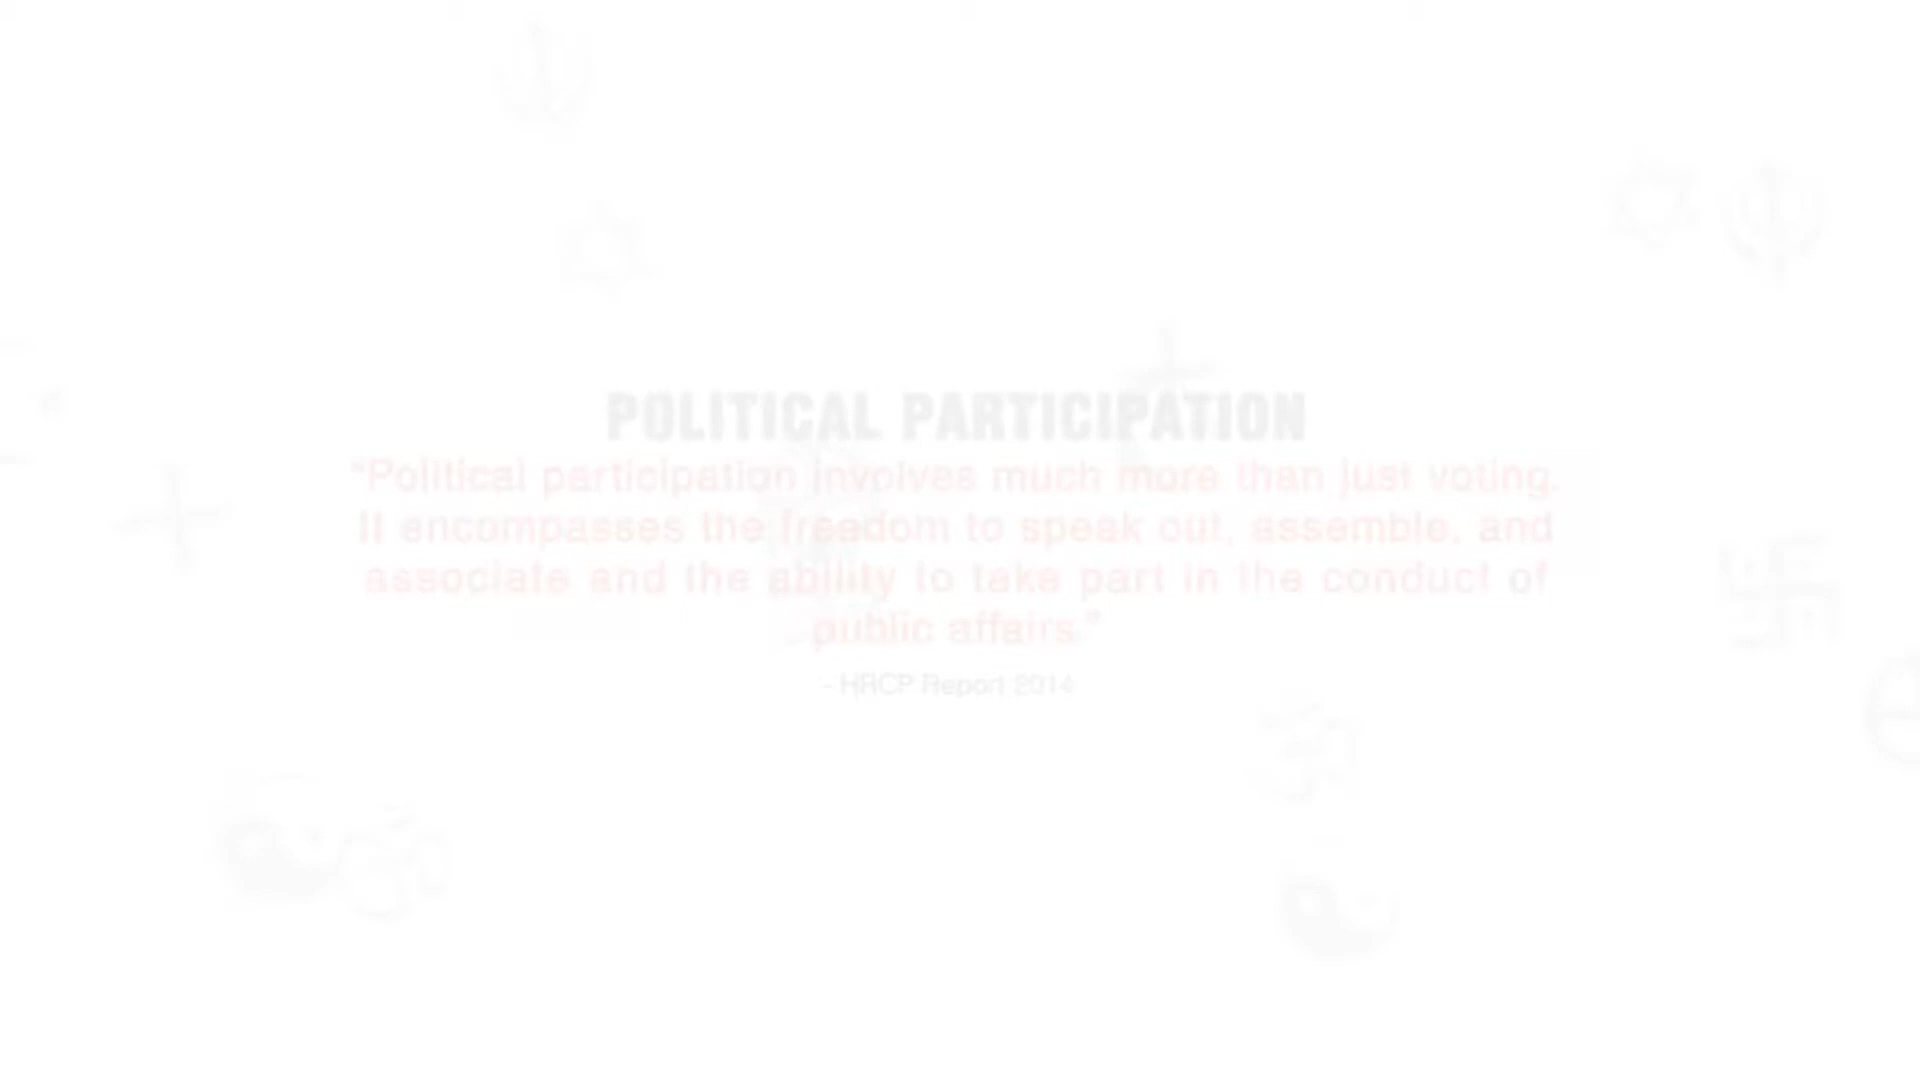 POLITICAL PARTICIPATION
"Political participation involves much more than just voting.
It encompasses the freedom to speak out, assemble, and
associate and the ability to take part in the conduct of
public affairs."
- HRCP Report 2014